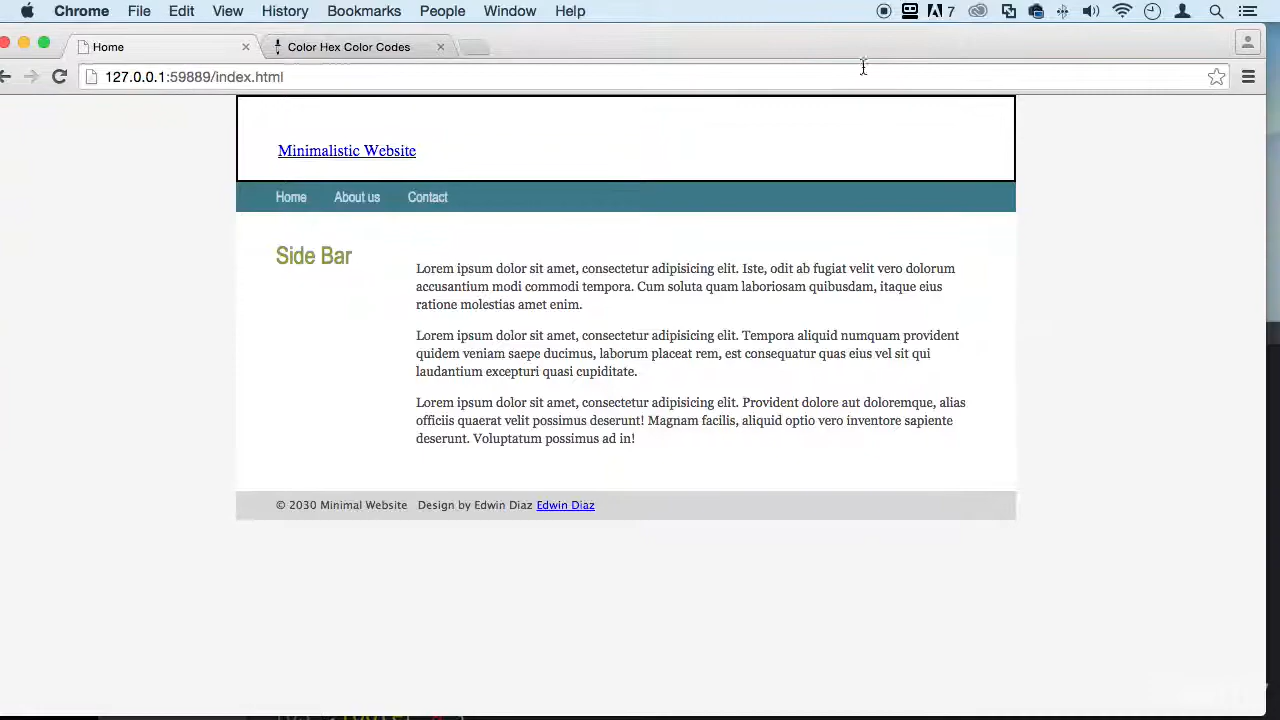 Chrome File Edit View History Bookmarks People Window Help 7
Home Color Hex Color Codes
127.0.0.1:59889/index.html
Minimalistic Website
Home About us Contact
Side Bar
Lorem ipsum dolor sit amet, consectetur adipisicing elit. Iste, odit ab fugiat velit vero dolorum
accusantium modi commodi tempora. Cum soluta quam laboriosam quibusdam, itaque eius
ratione molestias amet enim.
Lorem ipsum dolor sit amet, consectetur adipisicing elit. Tempora aliquid numquam provident
quidem veniam saepe ducimus, laborum placeat rem, est consequatur quas eius vel sit qui
laudantium excepturi quasi cupiditate.
Lorem ipsum dolor sit amet, consectetur adipisicing elit. Provident dolore aut doloremque, alias
officiis quaerat velit possimus deserunt! Magnam facilis, aliquid optio vero inventore sapiente
deserunt. Voluptatum possimus ad in!
© 2030 Minimal Website Design by Edwin Diaz Edwin Diaz